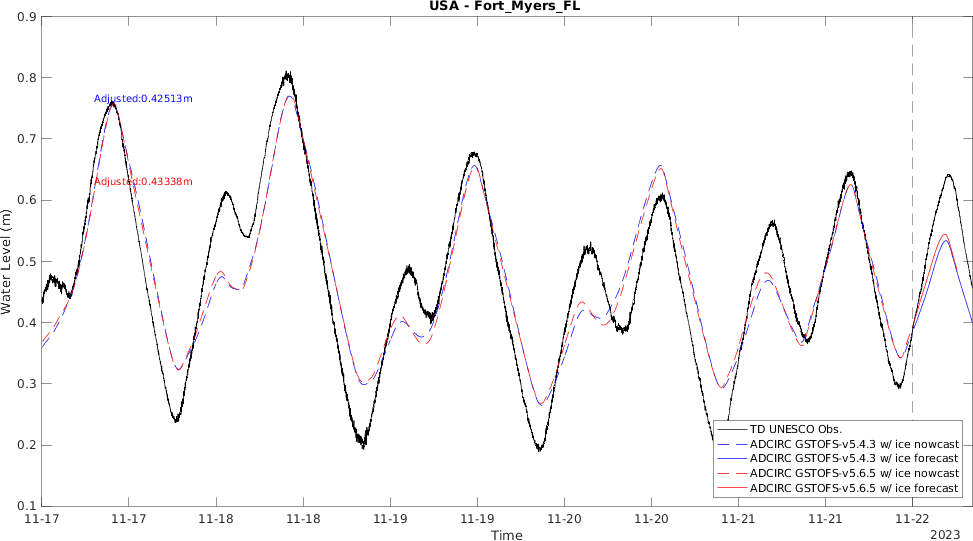 USA - Fort_Myers_FL
0.9
0.8
0.7
0.6
0.5
0.4
0.3
0.2
0.1
Water Level (m)
Adjusted:0.42513m
Adjusted:0.43338m
TD UNESCO Obs.
ADCIRC GSTOFS-v5.4.3 w/ ice nowcast
ADCIRC GSTOFS-v5.4.3 w/ ice forecast
ADCIRC GSTOFS-v5.6.5 w/ ice nowcast
ADCIRC GSTOFS-v5.6.5 w/ ice forecast
11-17 11-17 11-18 11-18 11-19 11-19 11-20 11-20 11-21 11-21 11-22
Time
2023